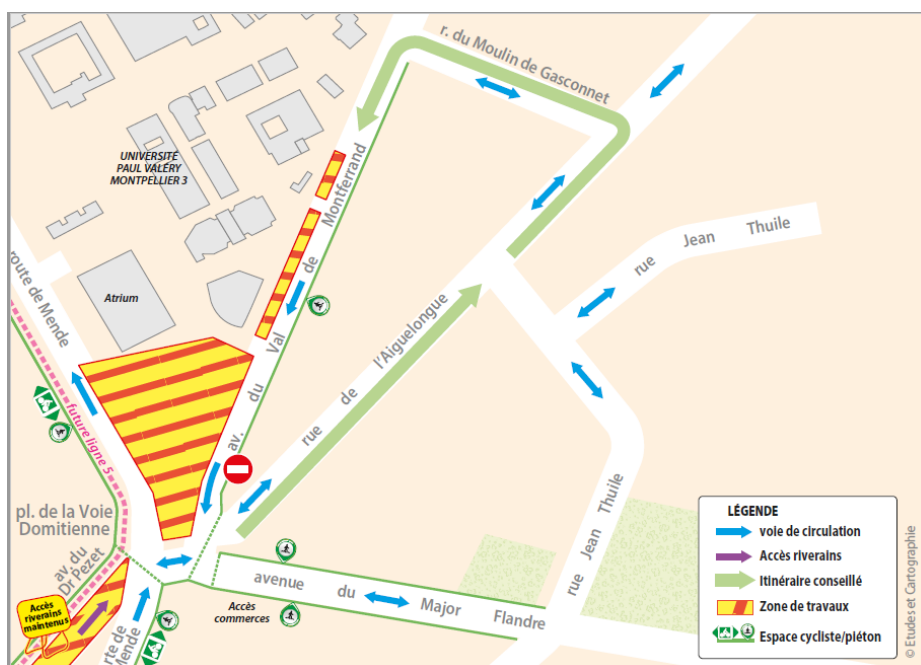 r. du Moulin de Gasconnet
UNIVERSITÉ
PAUL VALÉRY
MONTPELLIER 3
av. du Val de Montferrand
route de Mende
Atrium
rue Jean Thuile
rue de l'Aiguelongue
future ligne 5
pl. de la Voie
Domitienne
av. du
Dr Pezet
Accès
riverains
maintenus
rte de
Mende
Accès
commerces
avenue du Major Flandre
rue Jean Thuile
LÉGENDE
voie de circulation
Accès riverains
Itinéraire conseillé
Zone de travaux
Espace cycliste/piéton
© Etude et Cartographie